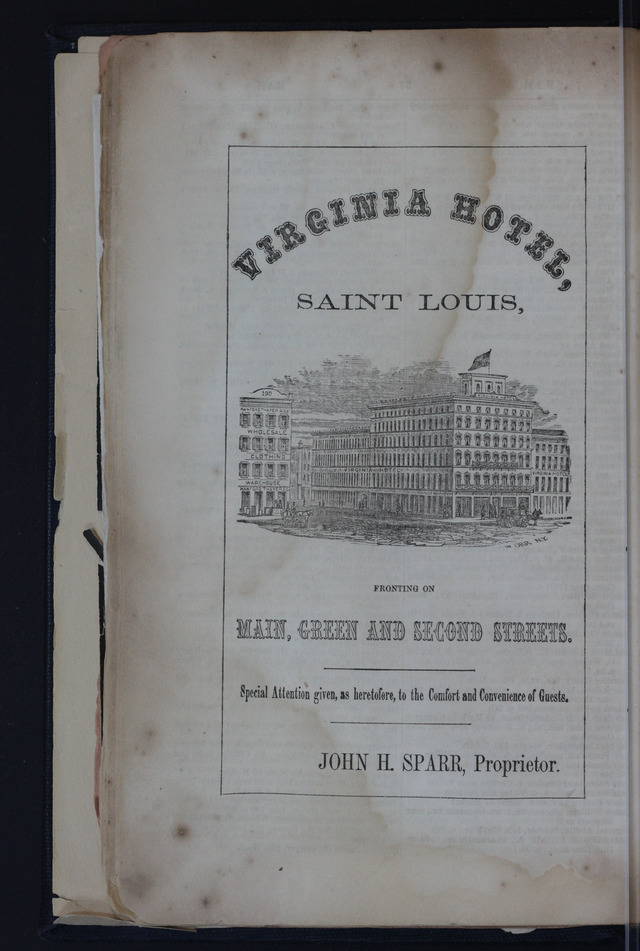 VIRGINIA HOTEL,
SAINT LOUIS,
190
WHOLESALE
CLOTHING
WAREHOUSE
FRONTING ON
MAIN, GREEN AND SECOND STREETS.
Special Attention given, as heretofore, to the Comfort and Convenience of Guests.
JOHN H. SPARR, Proprietor.